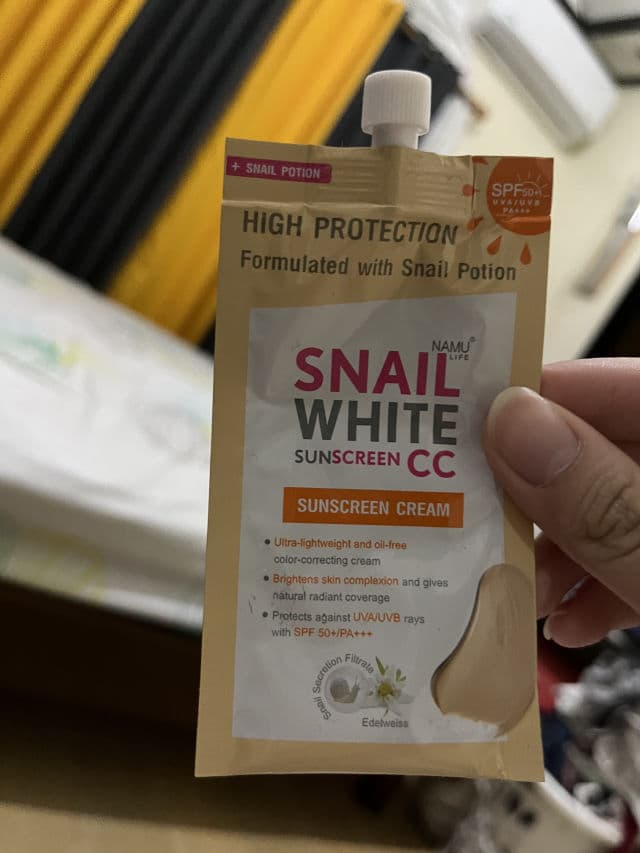 + SNAIL POTION
SPF50+
UVA/UVB
PA+++
HIGH PROTECTION
Formulated with Snail Potion
NAMU®
LIFE
SNAIL
WHITE
SUNSCREEN CC
SUNSCREEN CREAM
• Ultra-lightweight and oil-free
color-correcting cream
• Brightens skin complexion and gives
natural radiant coverage
• Protects against UVA/UVB rays
with SPF 50+/PA+++
Snail Secretion Filtrate
Edelweiss